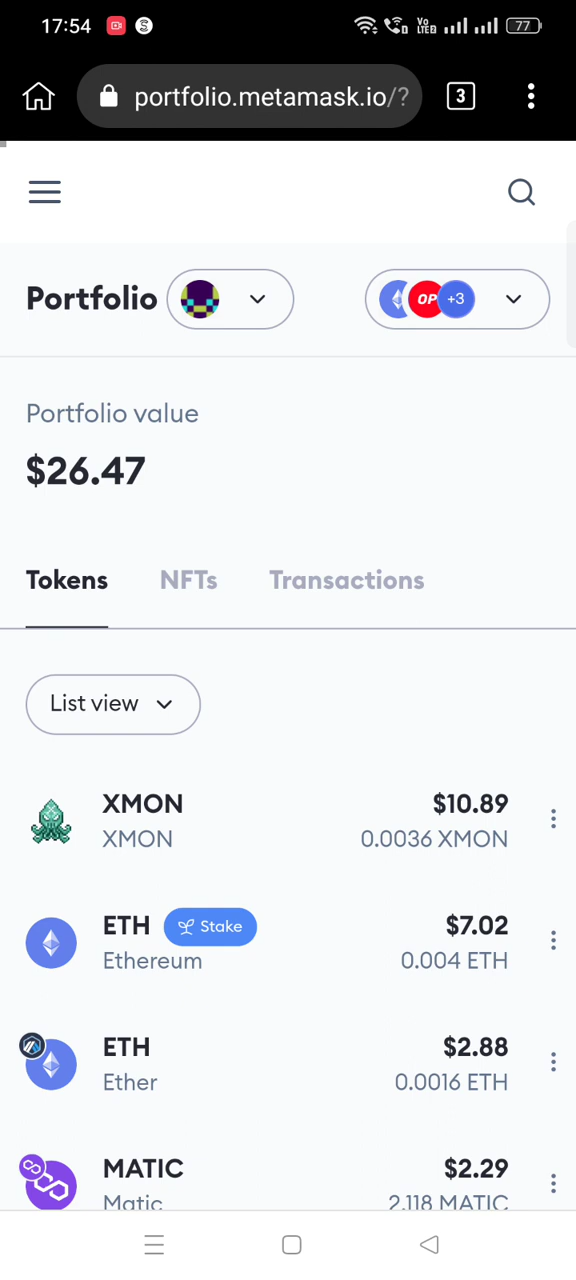 17:54
77
portfolio.metamask.io/?
3
Portfolio
OP
+3
Portfolio value
$26.47
Tokens NFTs Transactions
List view
XMON $10.89
XMON 0.0036 XMON
ETH Stake $7.02
Ethereum 0.004 ETH
ETH $2.88
Ether 0.0016 ETH
MATIC $2.29
Matic 2.118 MATIC